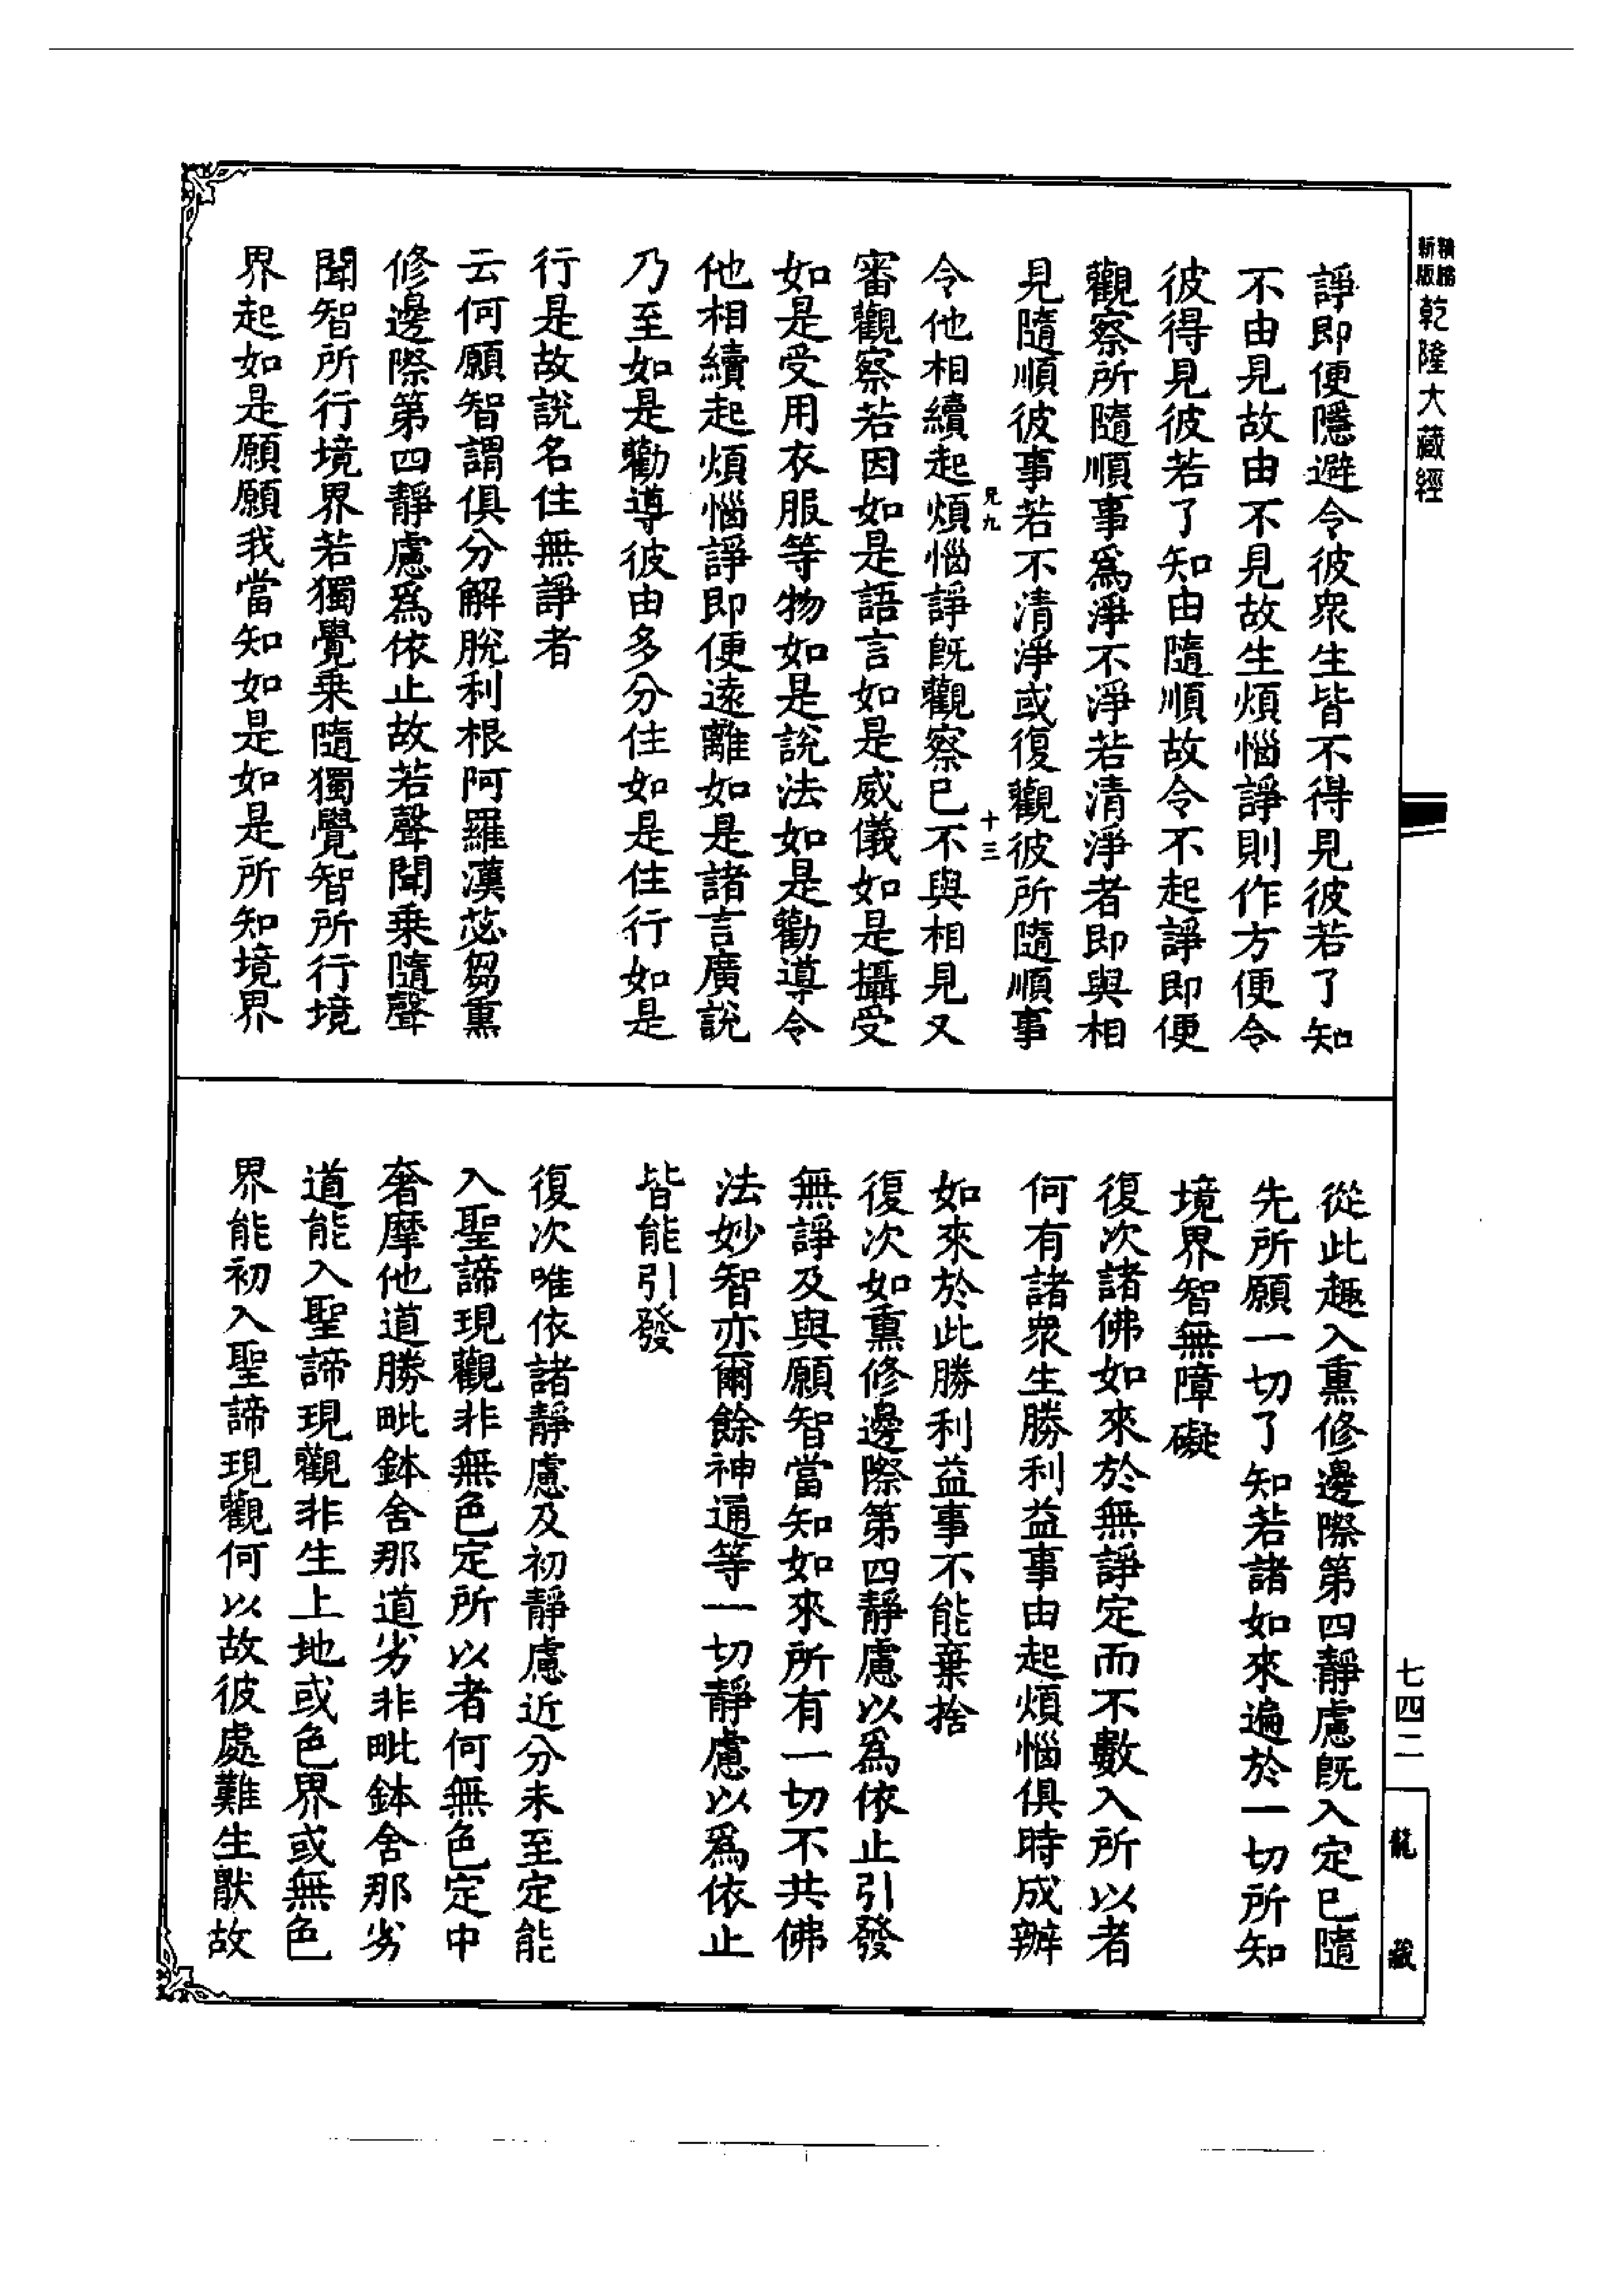 精縮
新版
乾隆大藏經
諍即便隱避令彼衆生皆不得見彼若了知
不由見故由不見故生煩惱諍則作方便令
彼得見彼若了知由隨順故令不起諍即便
觀察所隨順事爲淨不淨若清淨者即與相
見隨順彼事若不清淨或復觀彼所隨順事
兄九
十三
令他相續起煩惱諍既觀察已不與相見又
審觀察若因如是語言如是威儀如是攝受
如是受用衣服等物如是說法如是勸導令
他相續起煩惱諍即便遠離如是諸言廣說
乃至如是勸導彼由多分住如是住行如是
行是故說名住無諍者
云何願智謂俱分解脫利根阿羅漢苾芻熏
修邊際第四靜慮爲依止故若聲聞乘隨聲
聞智所行境界若獨覺乘隨獨覺智所行境
界起如是願願我當知如是如是所知境界
從此趣入熏修邊際第四靜慮既入定已隨
先所願一切了知若諸如來遍於一切所知
境界智無障礙
復次諸佛如來於無諍定而不數入所以者
何有諸衆生勝利益事由起煩惱俱時成辦
如來於此勝利益事不能棄捨
復次如熏修邊際第四靜慮以爲依止引發
無諍及與願智當知如來所有一切不共佛
法妙智亦爾餘神通等一切靜慮以爲依止
皆能引發
復次唯依諸靜慮及初靜慮近分未至定能
入聖諦現觀非無色定所以者何無色定中
奢摩他道勝毗鉢舍那道劣非毗鉢舍那劣
道能入聖諦現觀非生上地或色界或無色
界能初入聖諦現觀何以故彼處難生猒故
七四二
龍藏